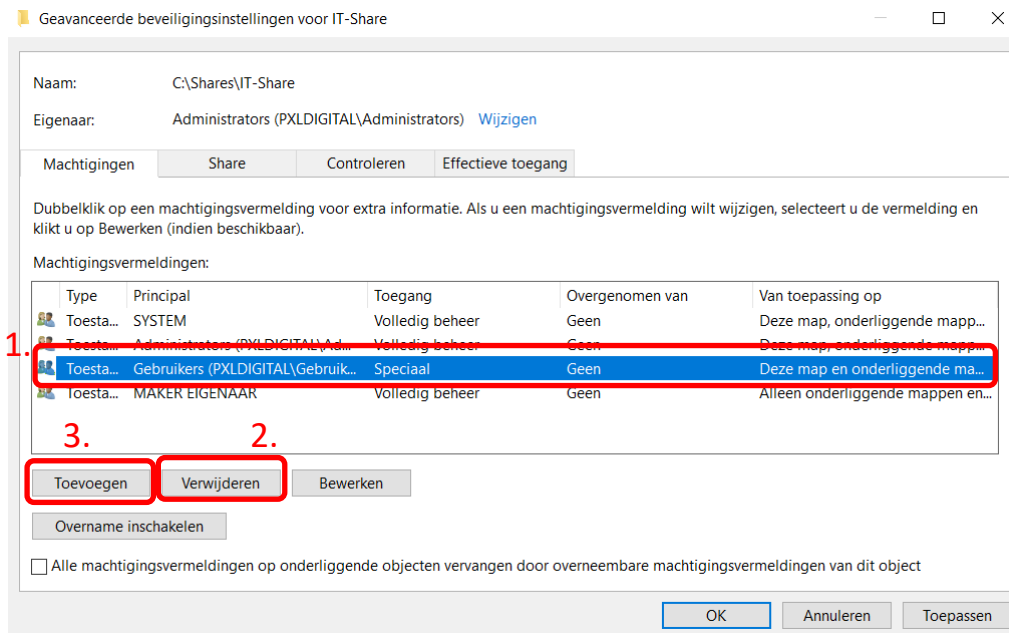 Geavanceerde beveiligingsinstellingen voor IT-Share
Naam: C:\Shares\IT-Share
Eigenaar: Administrators (PXLDIGITAL\Administrators) Wijzigen
Machtigingen Share Controleren Effectieve toegang
Dubbelklik op een machtigingsvermelding voor extra informatie. Als u een machtigingsvermelding wilt wijzigen, selecteert u de vermelding en
klikt u op Bewerken (indien beschikbaar).
Machtigingsvermeldingen:
Type Principal Toegang Overgenomen van Van toepassing op
Toesta... SYSTEM Volledig beheer Geen Deze map, onderliggende mapp...
1.
Toesta... Administrators (PXLDIGITAL\Ad... Volledig beheer Geen Deze map, onderliggende mapp...
Toesta... Gebruikers (PXLDIGITAL\Gebruik... Speciaal Geen Deze map en onderliggende ma...
Toesta... MAKER EIGENAAR Volledig beheer Geen Alleen onderliggende mappen en...
3. 2.
Toevoegen Verwijderen Bewerken
Overname inschakelen
Alle machtigingsvermeldingen op onderliggende objecten vervangen door overneembare machtigingsvermeldingen van dit object
OK Annuleren Toepassen